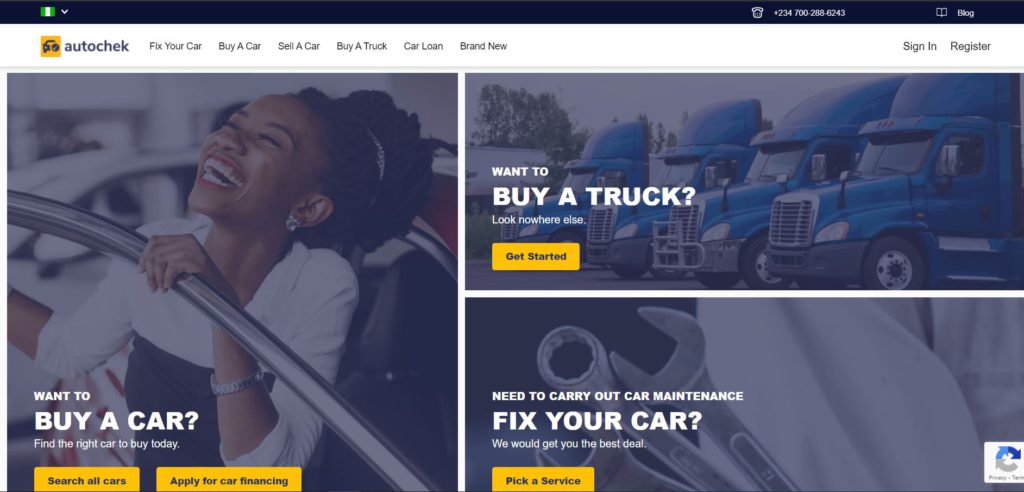 +234 700-288-6243
Blog
autochek
Fix Your Car
Buy A Car
Sell A Car
Buy A Truck
Car Loan
Brand New
Sign In
Register
WANT TO
BUY A CAR?
Find the right car to buy today.
Search all cars
Apply for car financing
WANT TO
BUY A TRUCK?
Look nowhere else.
Get Started
NEED TO CARRY OUT CAR MAINTENANCE
FIX YOUR CAR?
We would get you the best deal.
Pick a Service
Privacy -